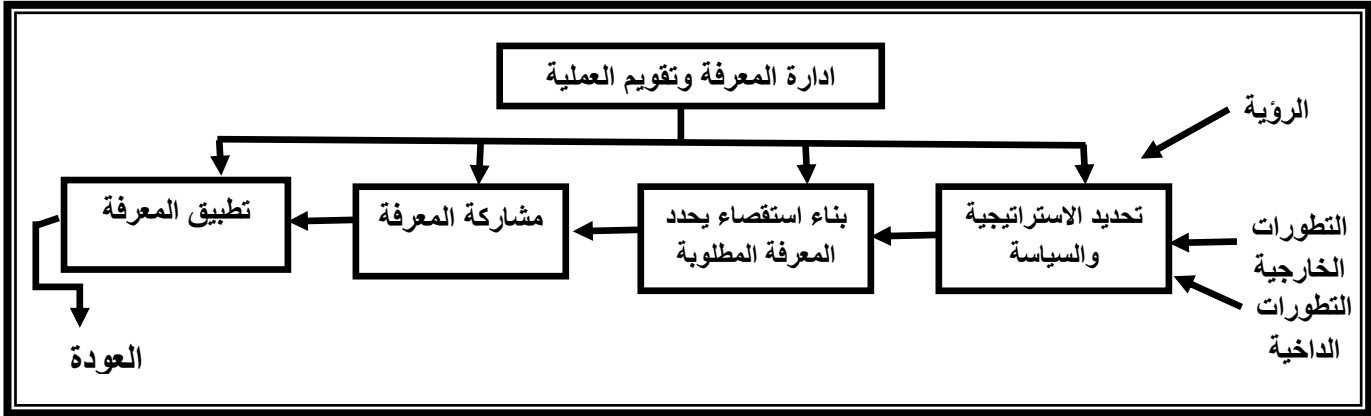 ادارة المعرفة وتقويم العملية
الرؤية
تحديد الاستراتيجية
والسياسة
بناء استقصاء يحدد
المعرفة المطلوبة
مشاركة المعرفة
تطبيق المعرفة
التطورات
الخارجية
التطورات
الداخية
العودة